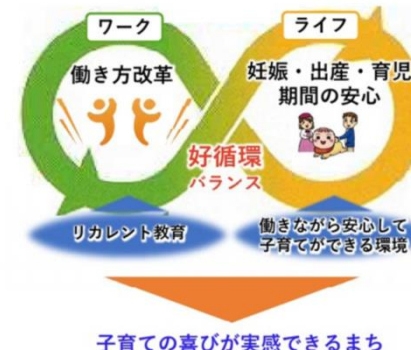 ワーク
ライフ
働き方改革
妊娠・出産・育児
期間の安心
好循環
バランス
リカレント教育
働きながら安心して
子育てができる環境
子育ての喜びが実感できるまち